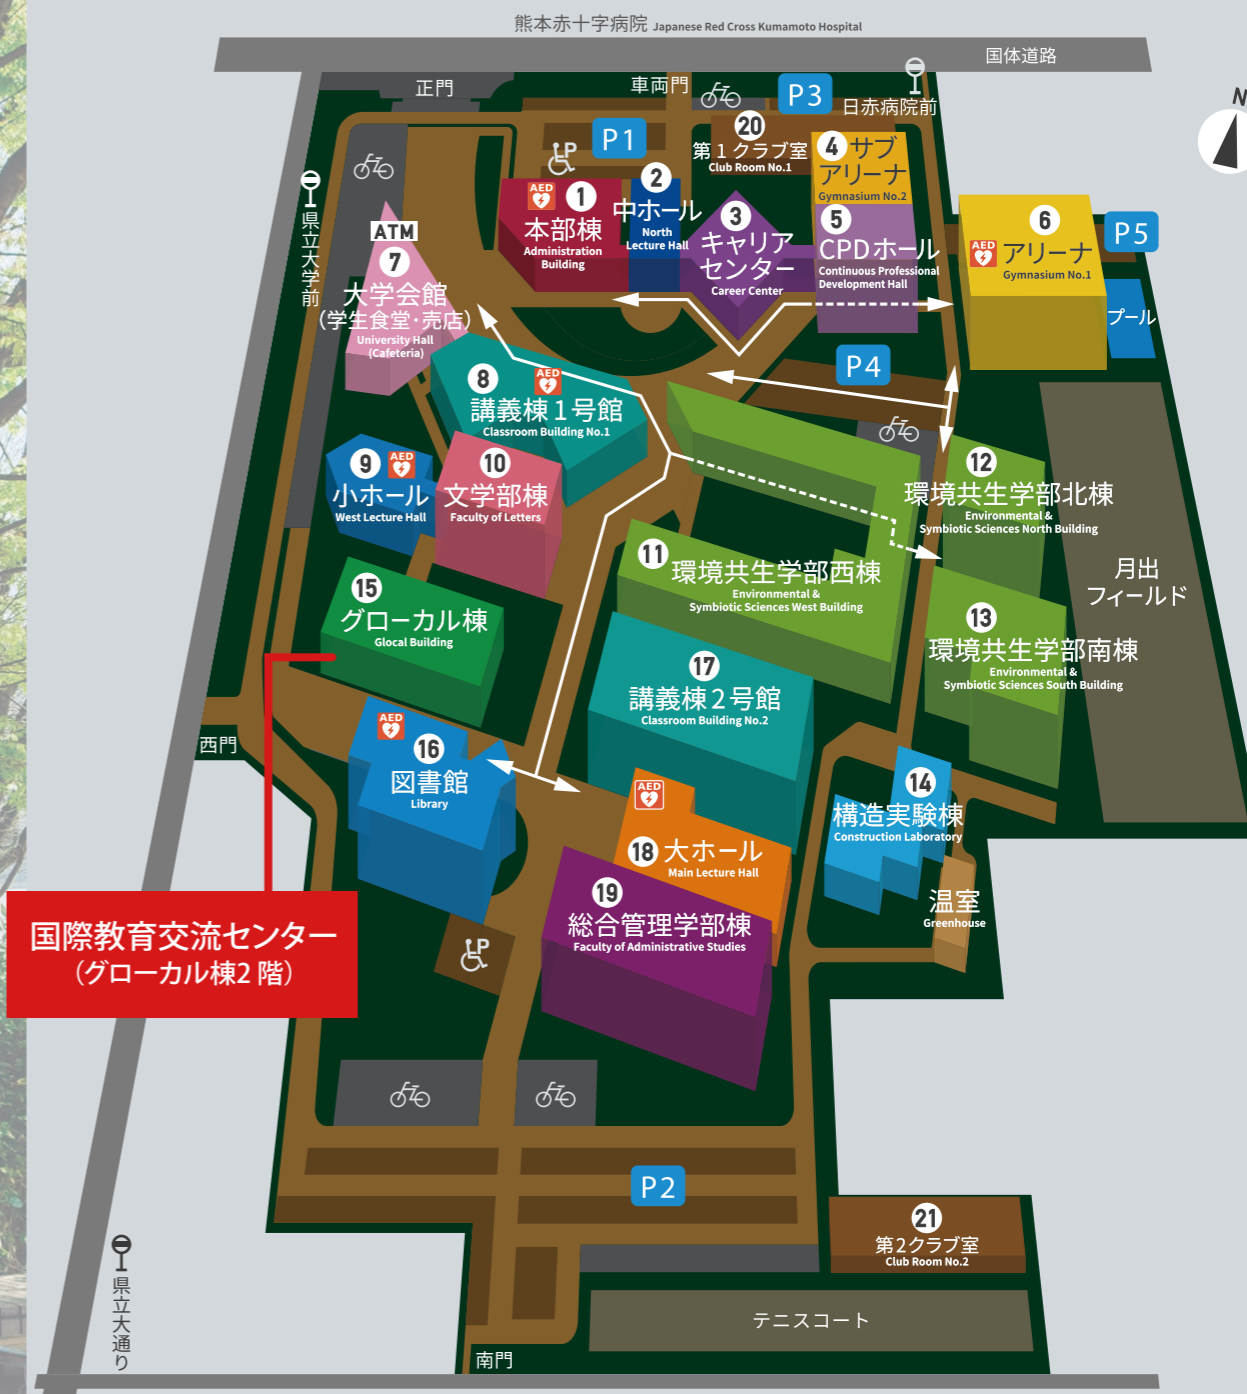 熊本赤十字病院 Japanese Red Cross Kumamoto Hospital
国体道路
N
正門
車両門
P3
日赤病院前
P1
P
20
第1クラブ室
Club Room No.1
4 サブ
アリーナ
Gymnasium No.2
AED
1
本部棟
Administration
Building
2
中ホール
North
Lecture Hall
3
キャリア
センター
Career Center
5
CPDホール
Continuous Professional
Development Hall
6
AED
アリーナ
Gymnasium No.1
P5
プール
県立大学前
ATM
7
大学会館
(学生食堂·売店)
University Hall
(Cafeteria)
P4
8
AED
講義棟1号館
Classroom Building No.1
9
AED
小ホール
West Lecture Hall
10
文学部棟
Faculty of Letters
12
環境共生学部北棟
Environmental &
Symbiotic Sciences North Building
11
環境共生学部西棟
Environmental &
Symbiotic Sciences West Building
月出
フィールド
15
グローカル棟
Glocal Building
13
環境共生学部南棟
Environmental &
Symbiotic Sciences South Building
17
講義棟2号館
Classroom Building No.2
西門
AED
16
図書館
Library
14
構造実験棟
Construction Laboratory
AED
18 大ホール
Main Lecture Hall
19
総合管理学部棟
Faculty of Administrative Studies
温室
Greenhouse
国際教育交流センター
（グローカル棟2 階）
P
P2
21
第2クラブ室
Club Room No.2
県立大通り
テニスコート
南門